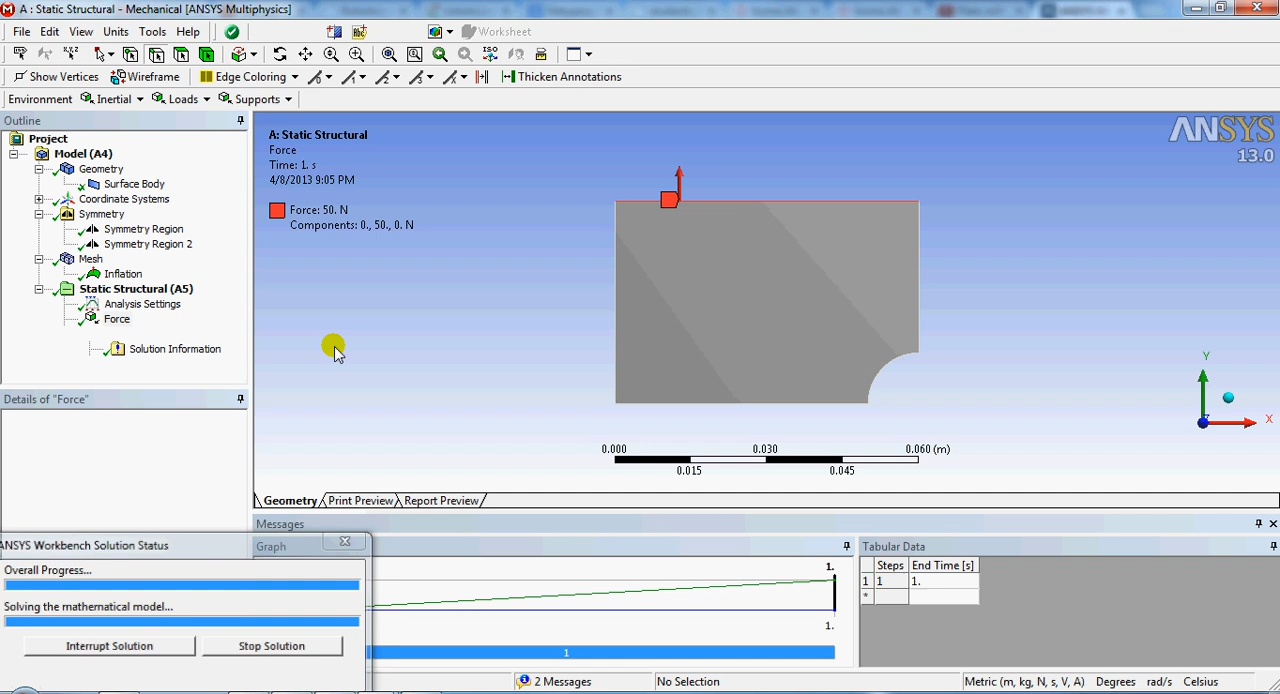 A : Static Structural - Mechanical [ANSYS Multiphysics]
File Edit View Units Tools Help Worksheet
Show Vertices Wireframe Edge Coloring Thicken Annotations
Environment Inertial Loads Supports
Outline
Project
Model (A4)
Geometry
Surface Body
Coordinate Systems
Symmetry
Symmetry Region
Symmetry Region 2
Mesh
Inflation
Static Structural (A5)
Analysis Settings
Force
Solution Information
Details of "Force"
A: Static Structural
Force
Time: 1. s
4/8/2013 9:05 PM
Force: 50. N
Components: 0., 50., 0. N
ANSYS
13.0
Y
X
0.000 0.030 0.060 (m)
0.015 0.045
Geometry Print Preview Report Preview
Messages
ANSYS Workbench Solution Status
Overall Progress...
Solving the mathematical model...
Interrupt Solution Stop Solution
Graph
1.
1.
1
Tabular Data
Steps End Time [s]
1 1 1.
*
2 Messages No Selection Metric (m, kg, N, s, V, A) Degrees rad/s Celsius